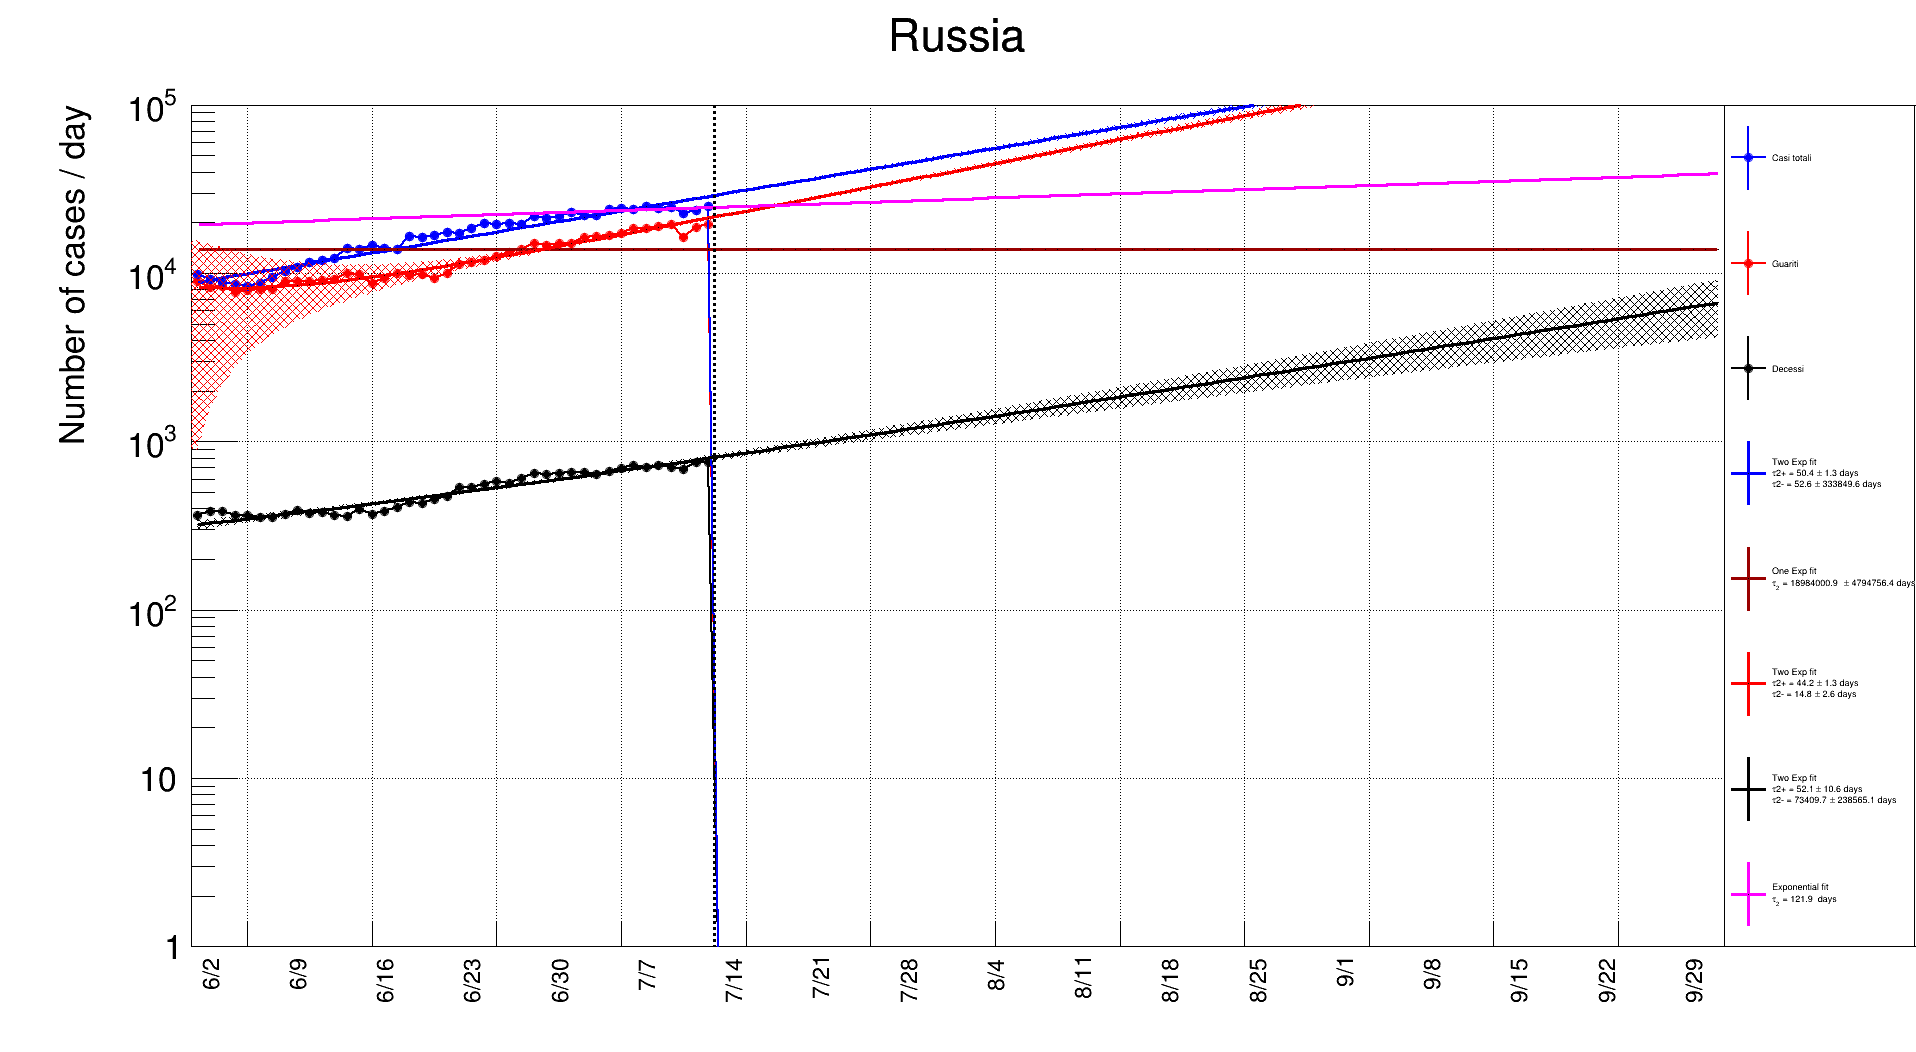 Russia
Number of cases / day
10^5
10^4
10^3
10^2
10
1
6/2
6/9
6/16
6/23
6/30
7/7
7/14
7/21
7/28
8/4
8/11
8/18
8/25
9/1
9/8
9/15
9/22
9/29
Casi totali
Guariti
Decessi
Two Exp fit
τ2+ = 50.4 ± 1.3 days
τ2- = 52.6 ± 333849.6 days
One Exp fit
τ₂ = 18984000.9 ± 4794756.4 days
Two Exp fit
τ2+ = 44.2 ± 1.3 days
τ2- = 14.8 ± 2.6 days
Two Exp fit
τ2+ = 52.1 ± 10.6 days
τ2- = 73409.7 ± 238565.1 days
Exponential fit
τ₂ = 121.9 days